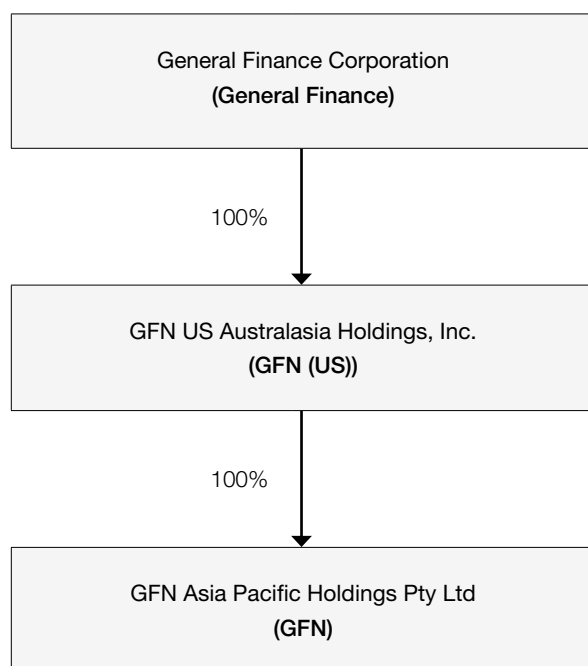 General Finance Corporation
(General Finance)
100%
GFN US Australasia Holdings, Inc.
(GFN (US))
100%
GFN Asia Pacific Holdings Pty Ltd
(GFN)